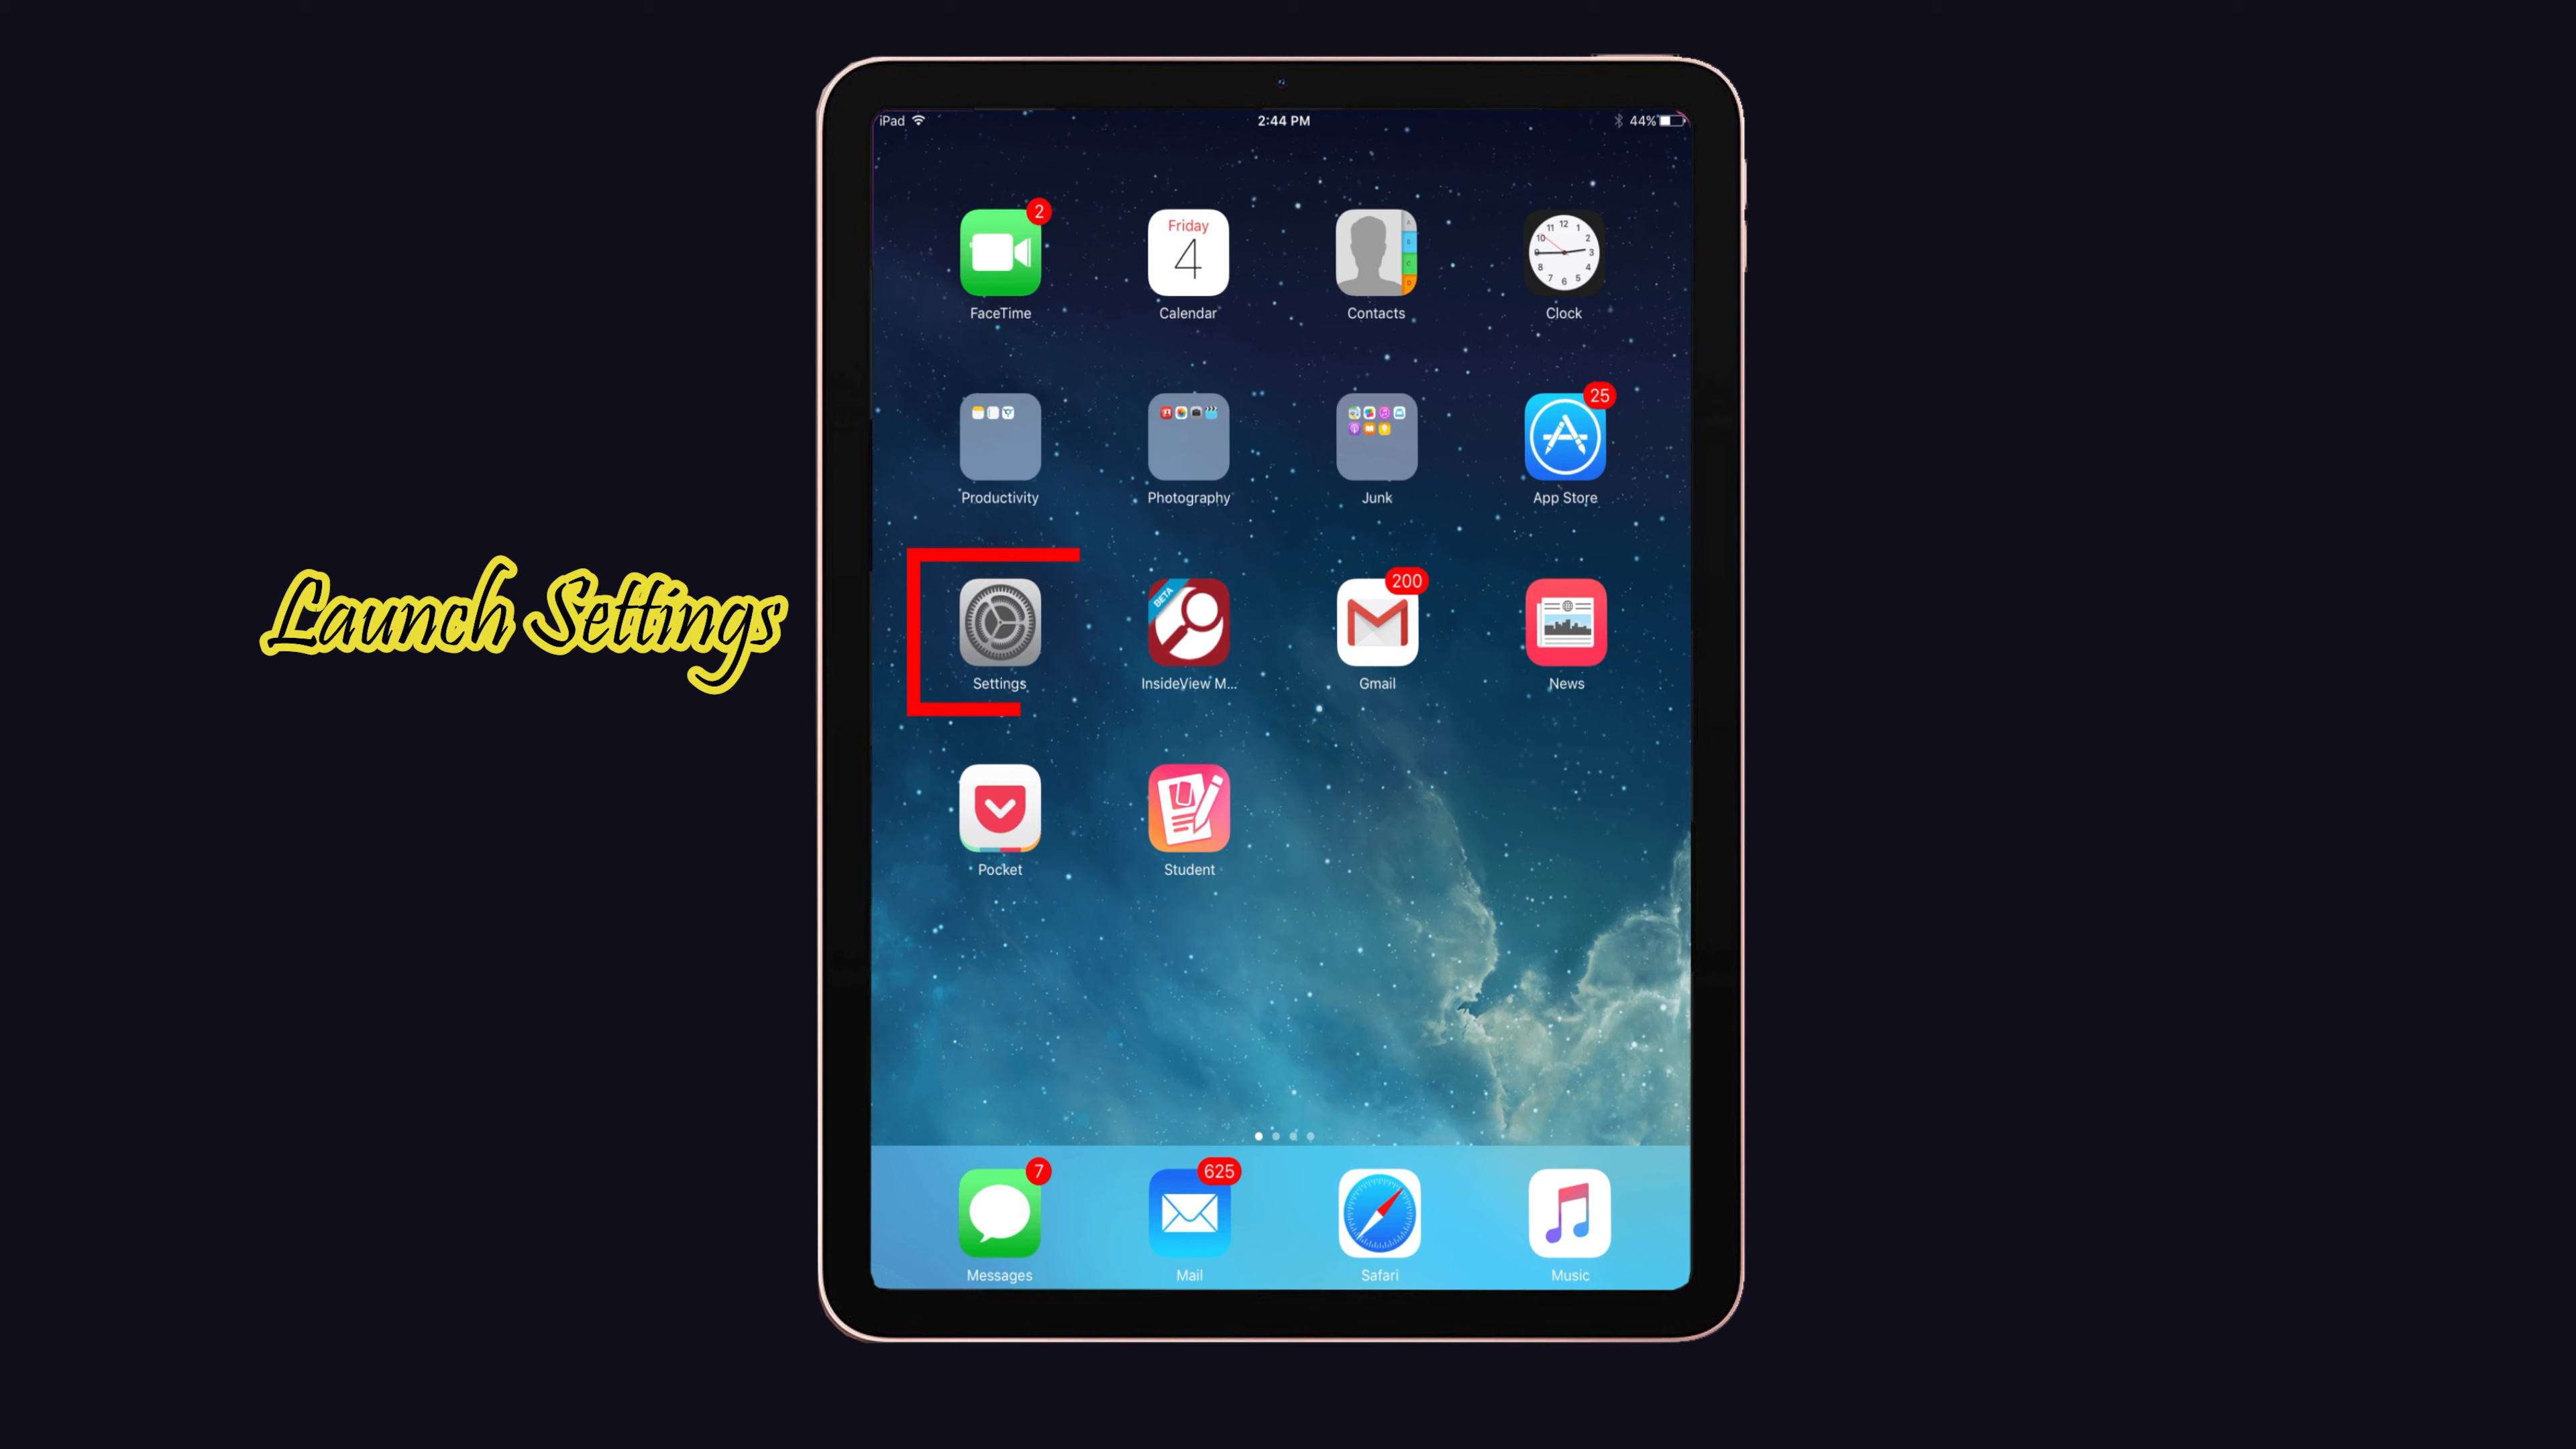 iPad
2:44 PM
44%
2
Friday
4
FaceTime
Calendar
Contacts
Clock
25
Productivity
Photography
Junk
App Store
Launch Settings
BETA
200
Settings
InsideView M...
Gmail
News
Pocket
Student
7
625
Messages
Mail
Safari
Music